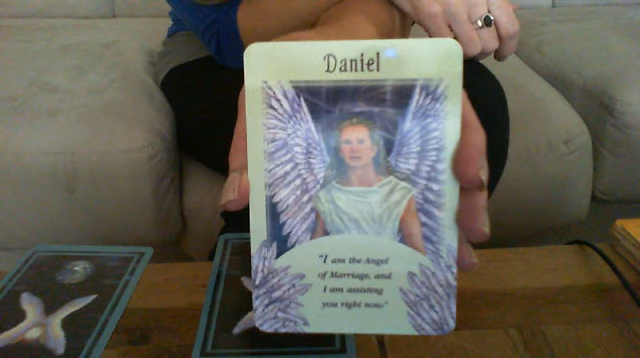 Daniel
"I am the Angel
of Marriage, and
I am assisting
you right now."